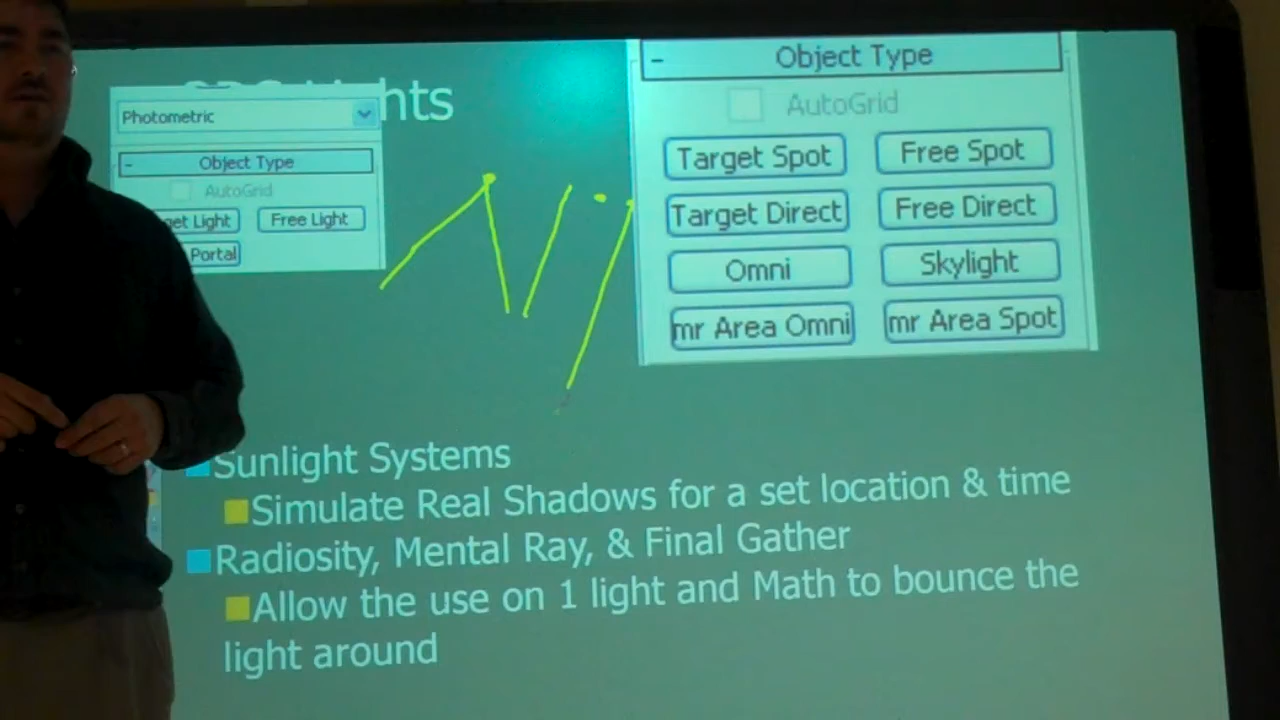 Lights
Photometric
- Object Type
AutoGrid
Free Light
Portal
- Object Type
AutoGrid
Target Spot Free Spot
Target Direct Free Direct
Omni Skylight
mr Area Omni mr Area Spot
Sunlight Systems
Simulate Real Shadows for a set location & time
Radiosity, Mental Ray, & Final Gather
Allow the use on 1 light and Math to bounce the
light around